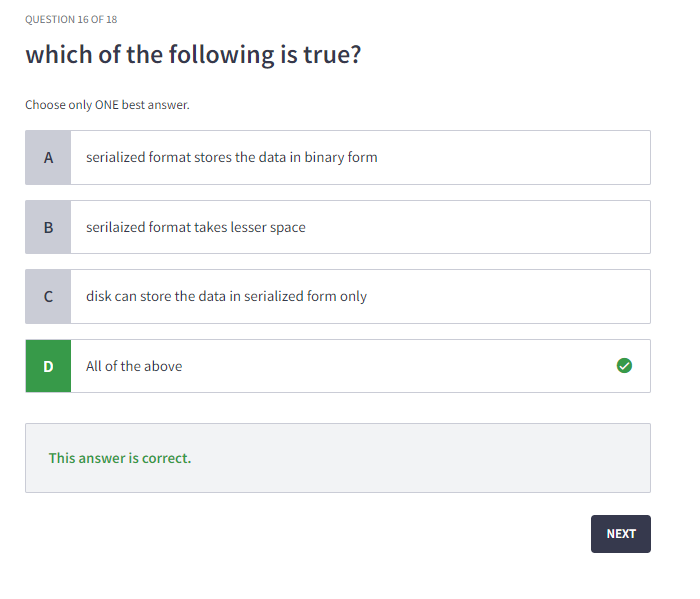 QUESTION 16 OF 18
which of the following is true?
Choose only ONE best answer.
A
serialized format stores the data in binary form
B
serilaized format takes lesser space
C
disk can store the data in serialized form only
D
All of the above
This answer is correct.
NEXT